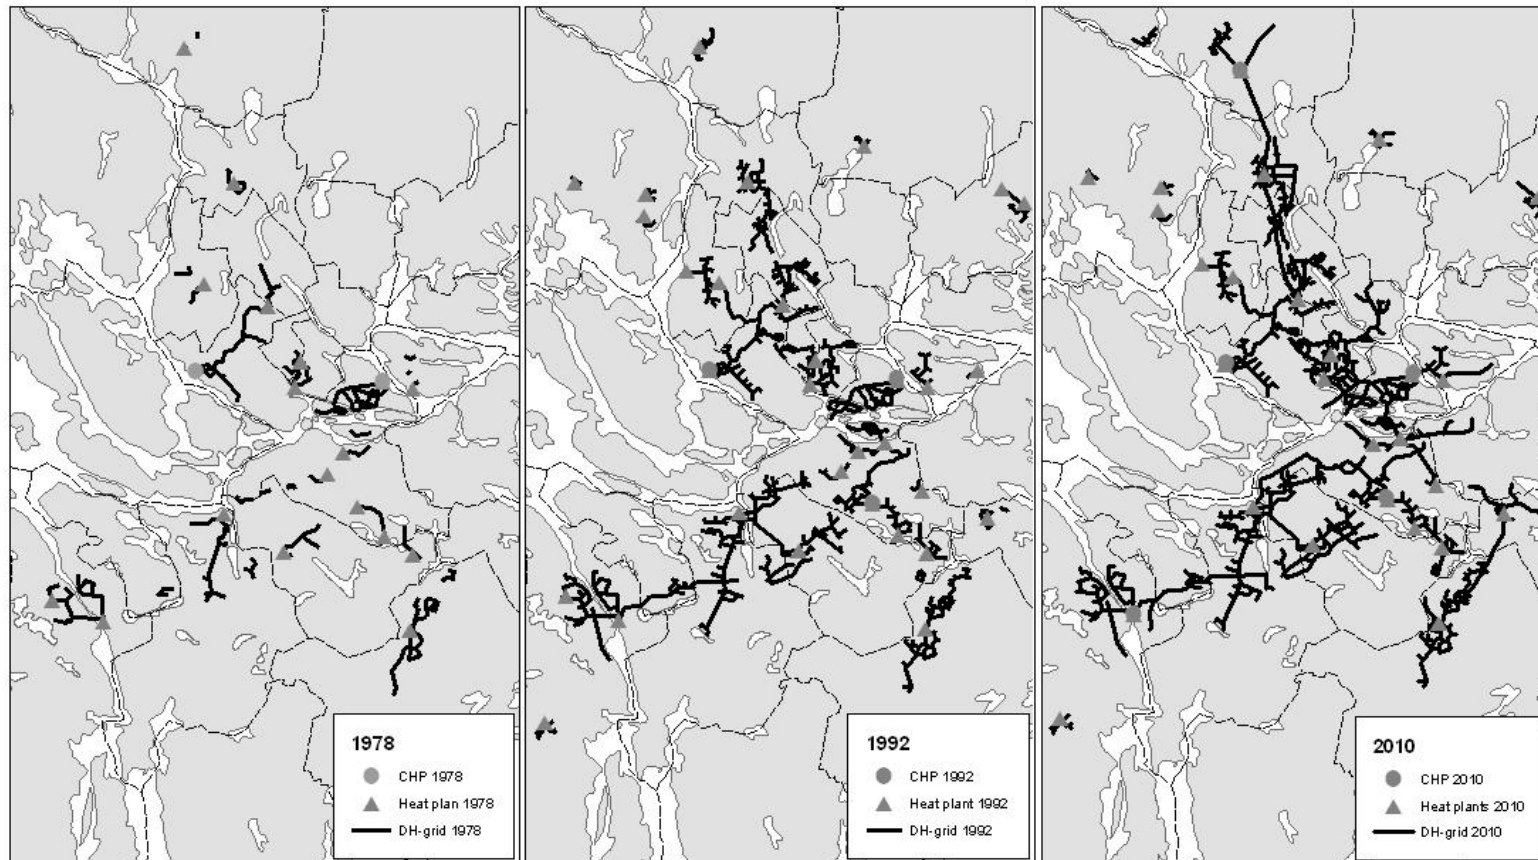 1978
CHP 1978
Heat plan 1978
DH-grid 1978
1992
CHP 1992
Heat plant 1992
DH-grid 1992
2010
CHP 2010
Heat plants 2010
DH-grid 2010